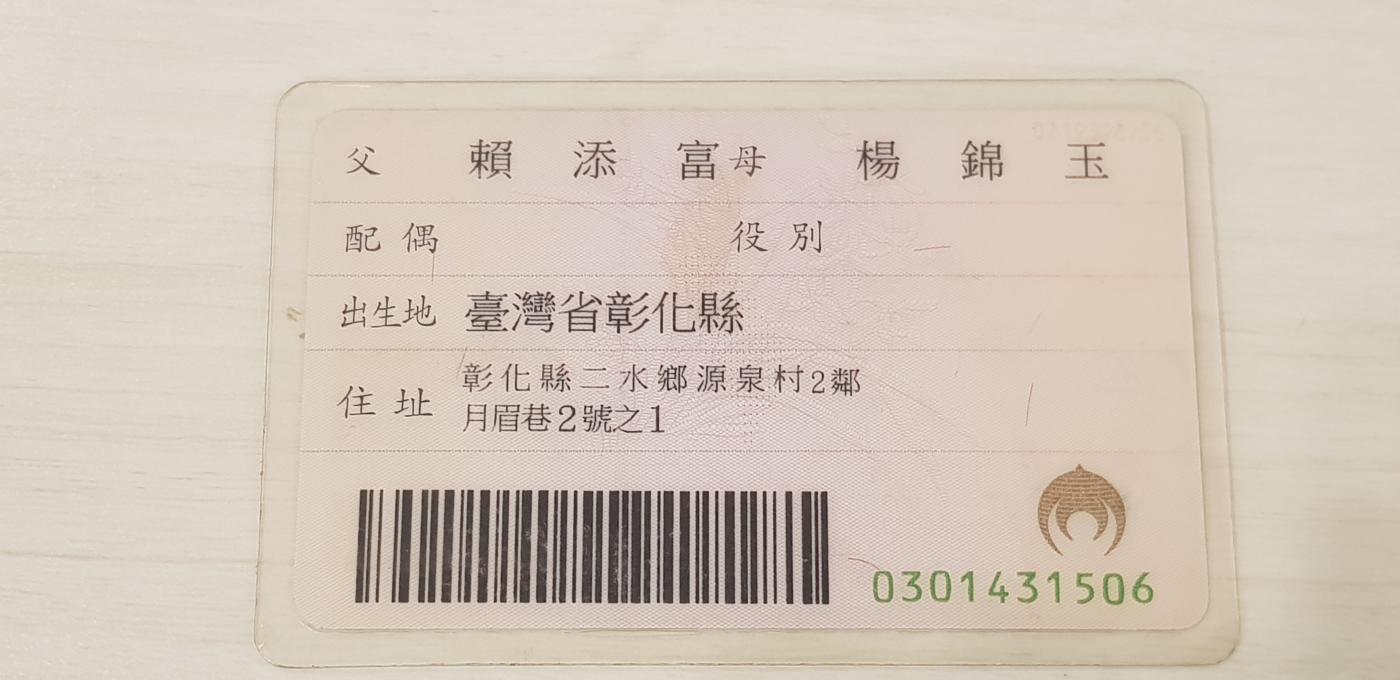 父 賴添富 母 楊錦玉
配偶 役別
出生地 臺灣省彰化縣
住址 彰化縣二水鄉源泉村2鄰
月眉巷2號之1
0301431506